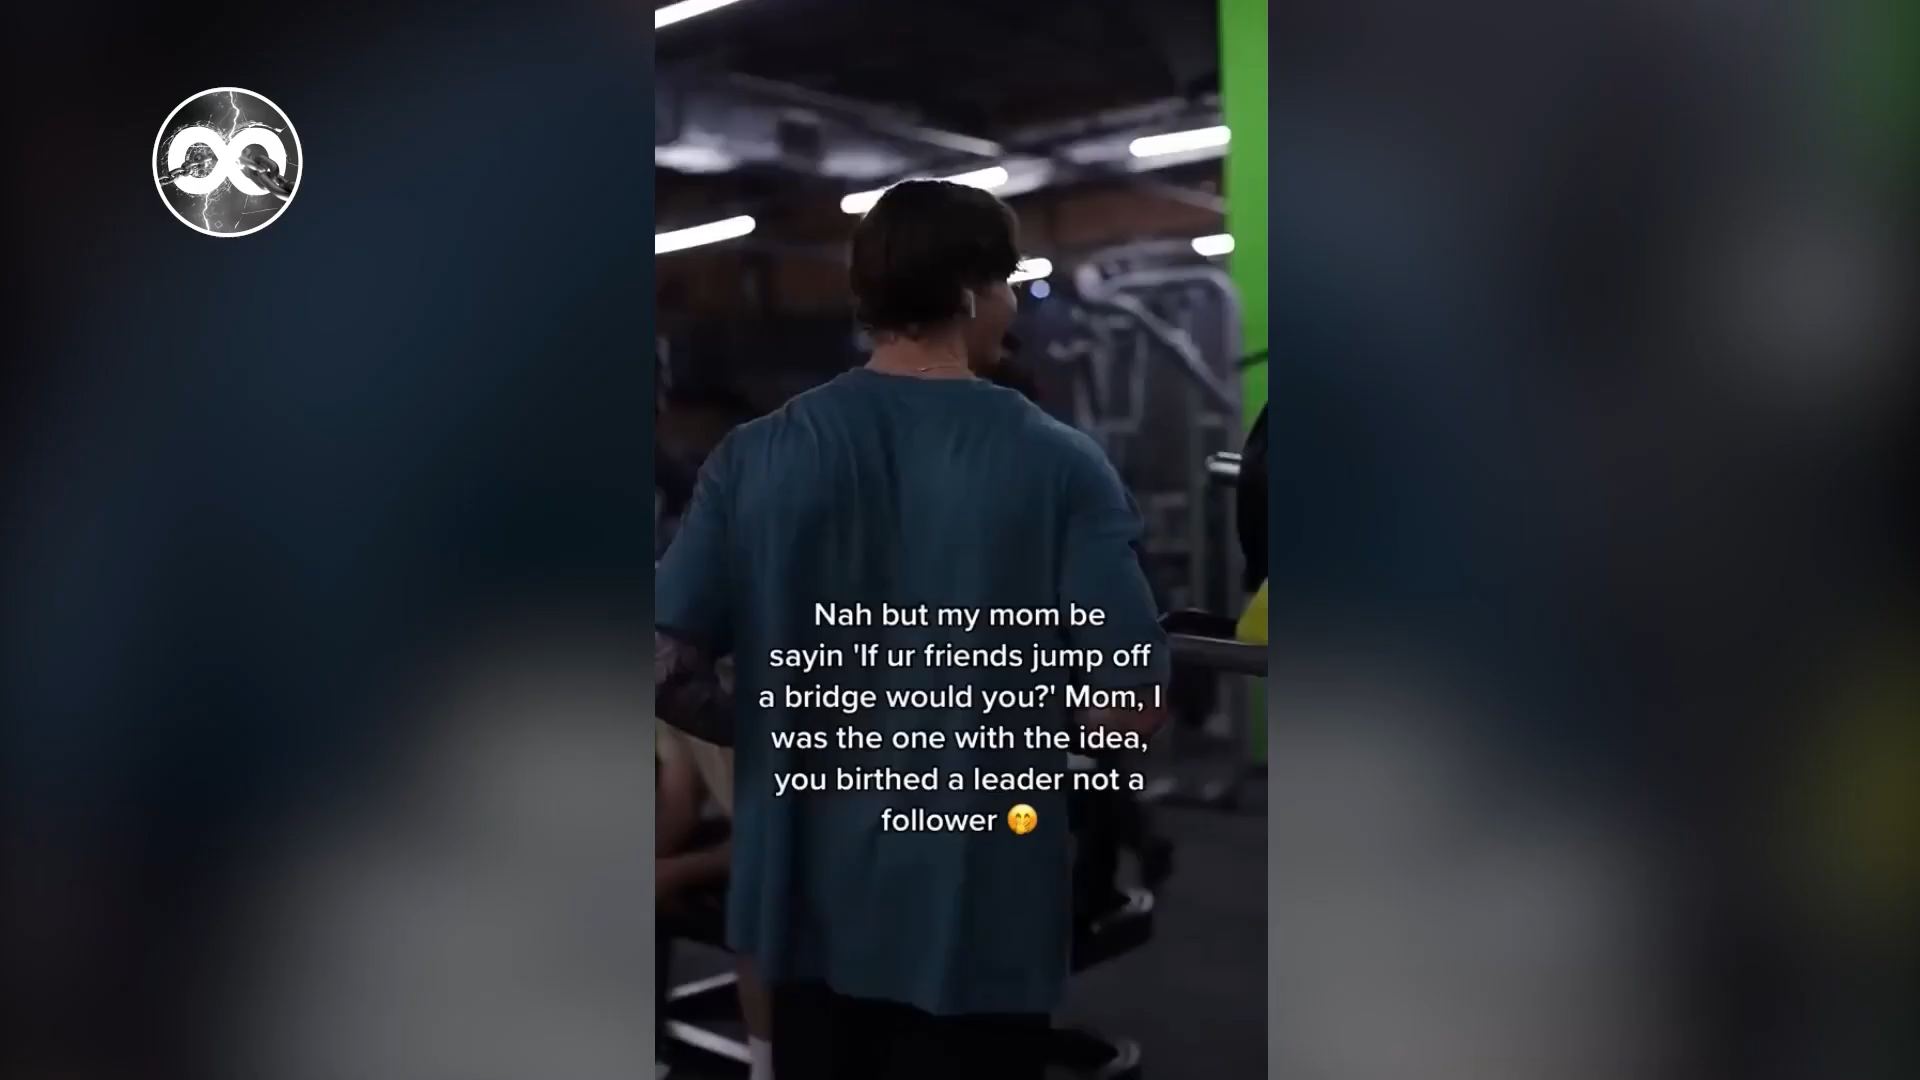 Nah but my mom be
sayin 'If ur friends jump off
a bridge would you?' Mom, I
was the one with the idea,
you birthed a leader not a
follower 🤭